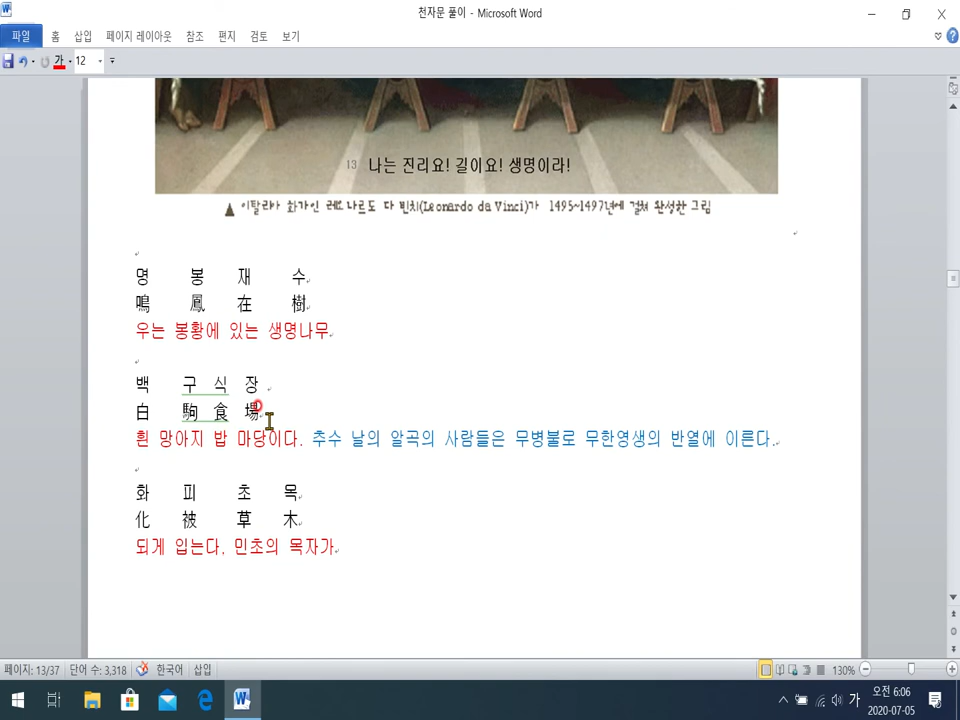 천자문 풀이 - Microsoft Word
파일 홈 삽입 페이지 레이아웃 참조 편지 검토 보기
가 12
13 나는 진리요! 길이요! 생명이라!
▲ 이탈리아 화가인 레오나르도 다 빈치(Leonardo da Vinci)가 1495~1497년에 걸쳐 완성한 그림
명 봉 재 수
鳴 鳳 在 樹
우는 봉황에 있는 생명나무
백 구 식 장
白 駒 食 場
흰 망아지 밥 마당이다. 추수 날의 알곡의 사람들은 무병불로 무한영생의 반열에 이른다.
화 피 초 목
化 被 草 木
되게 입는다. 민초의 목자가
페이지: 13/37 단어 수: 3,318 한국어 삽입 130%
가 오전 6:06
2020-07-05